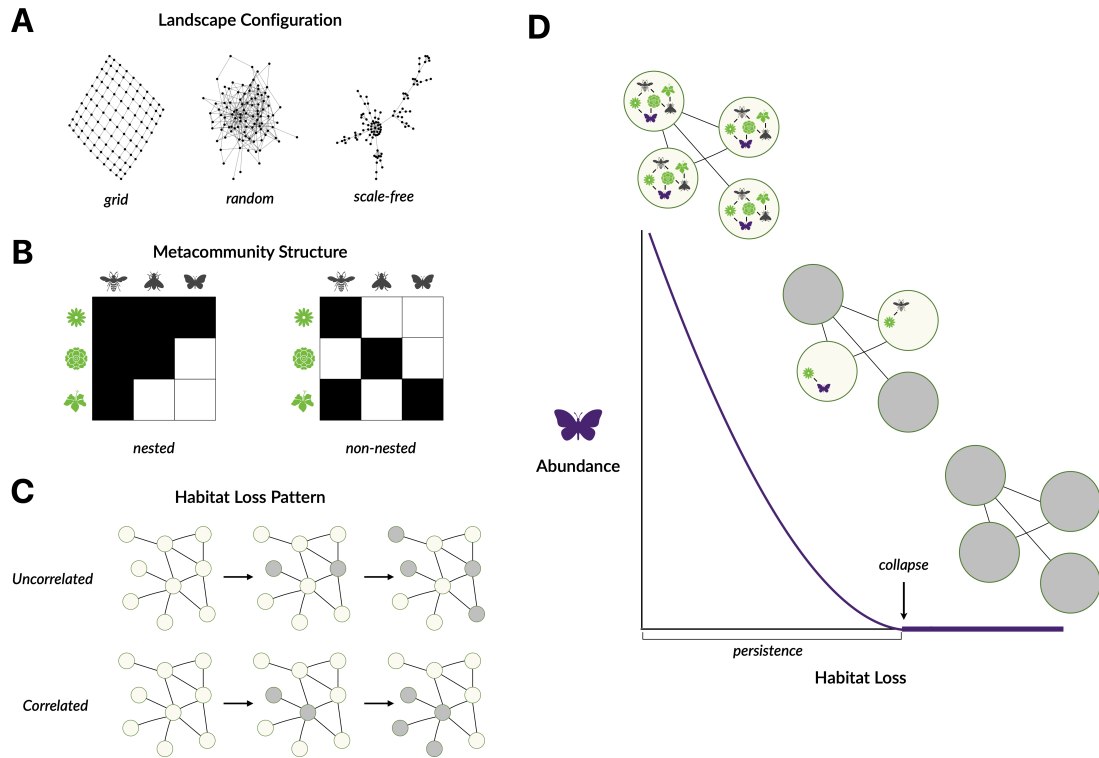 A
Landscape Configuration
grid
random
scale-free
B
Metacommunity Structure
nested
non-nested
C
Habitat Loss Pattern
Uncorrelated
Correlated
D
Abundance
collapse
persistence
Habitat Loss